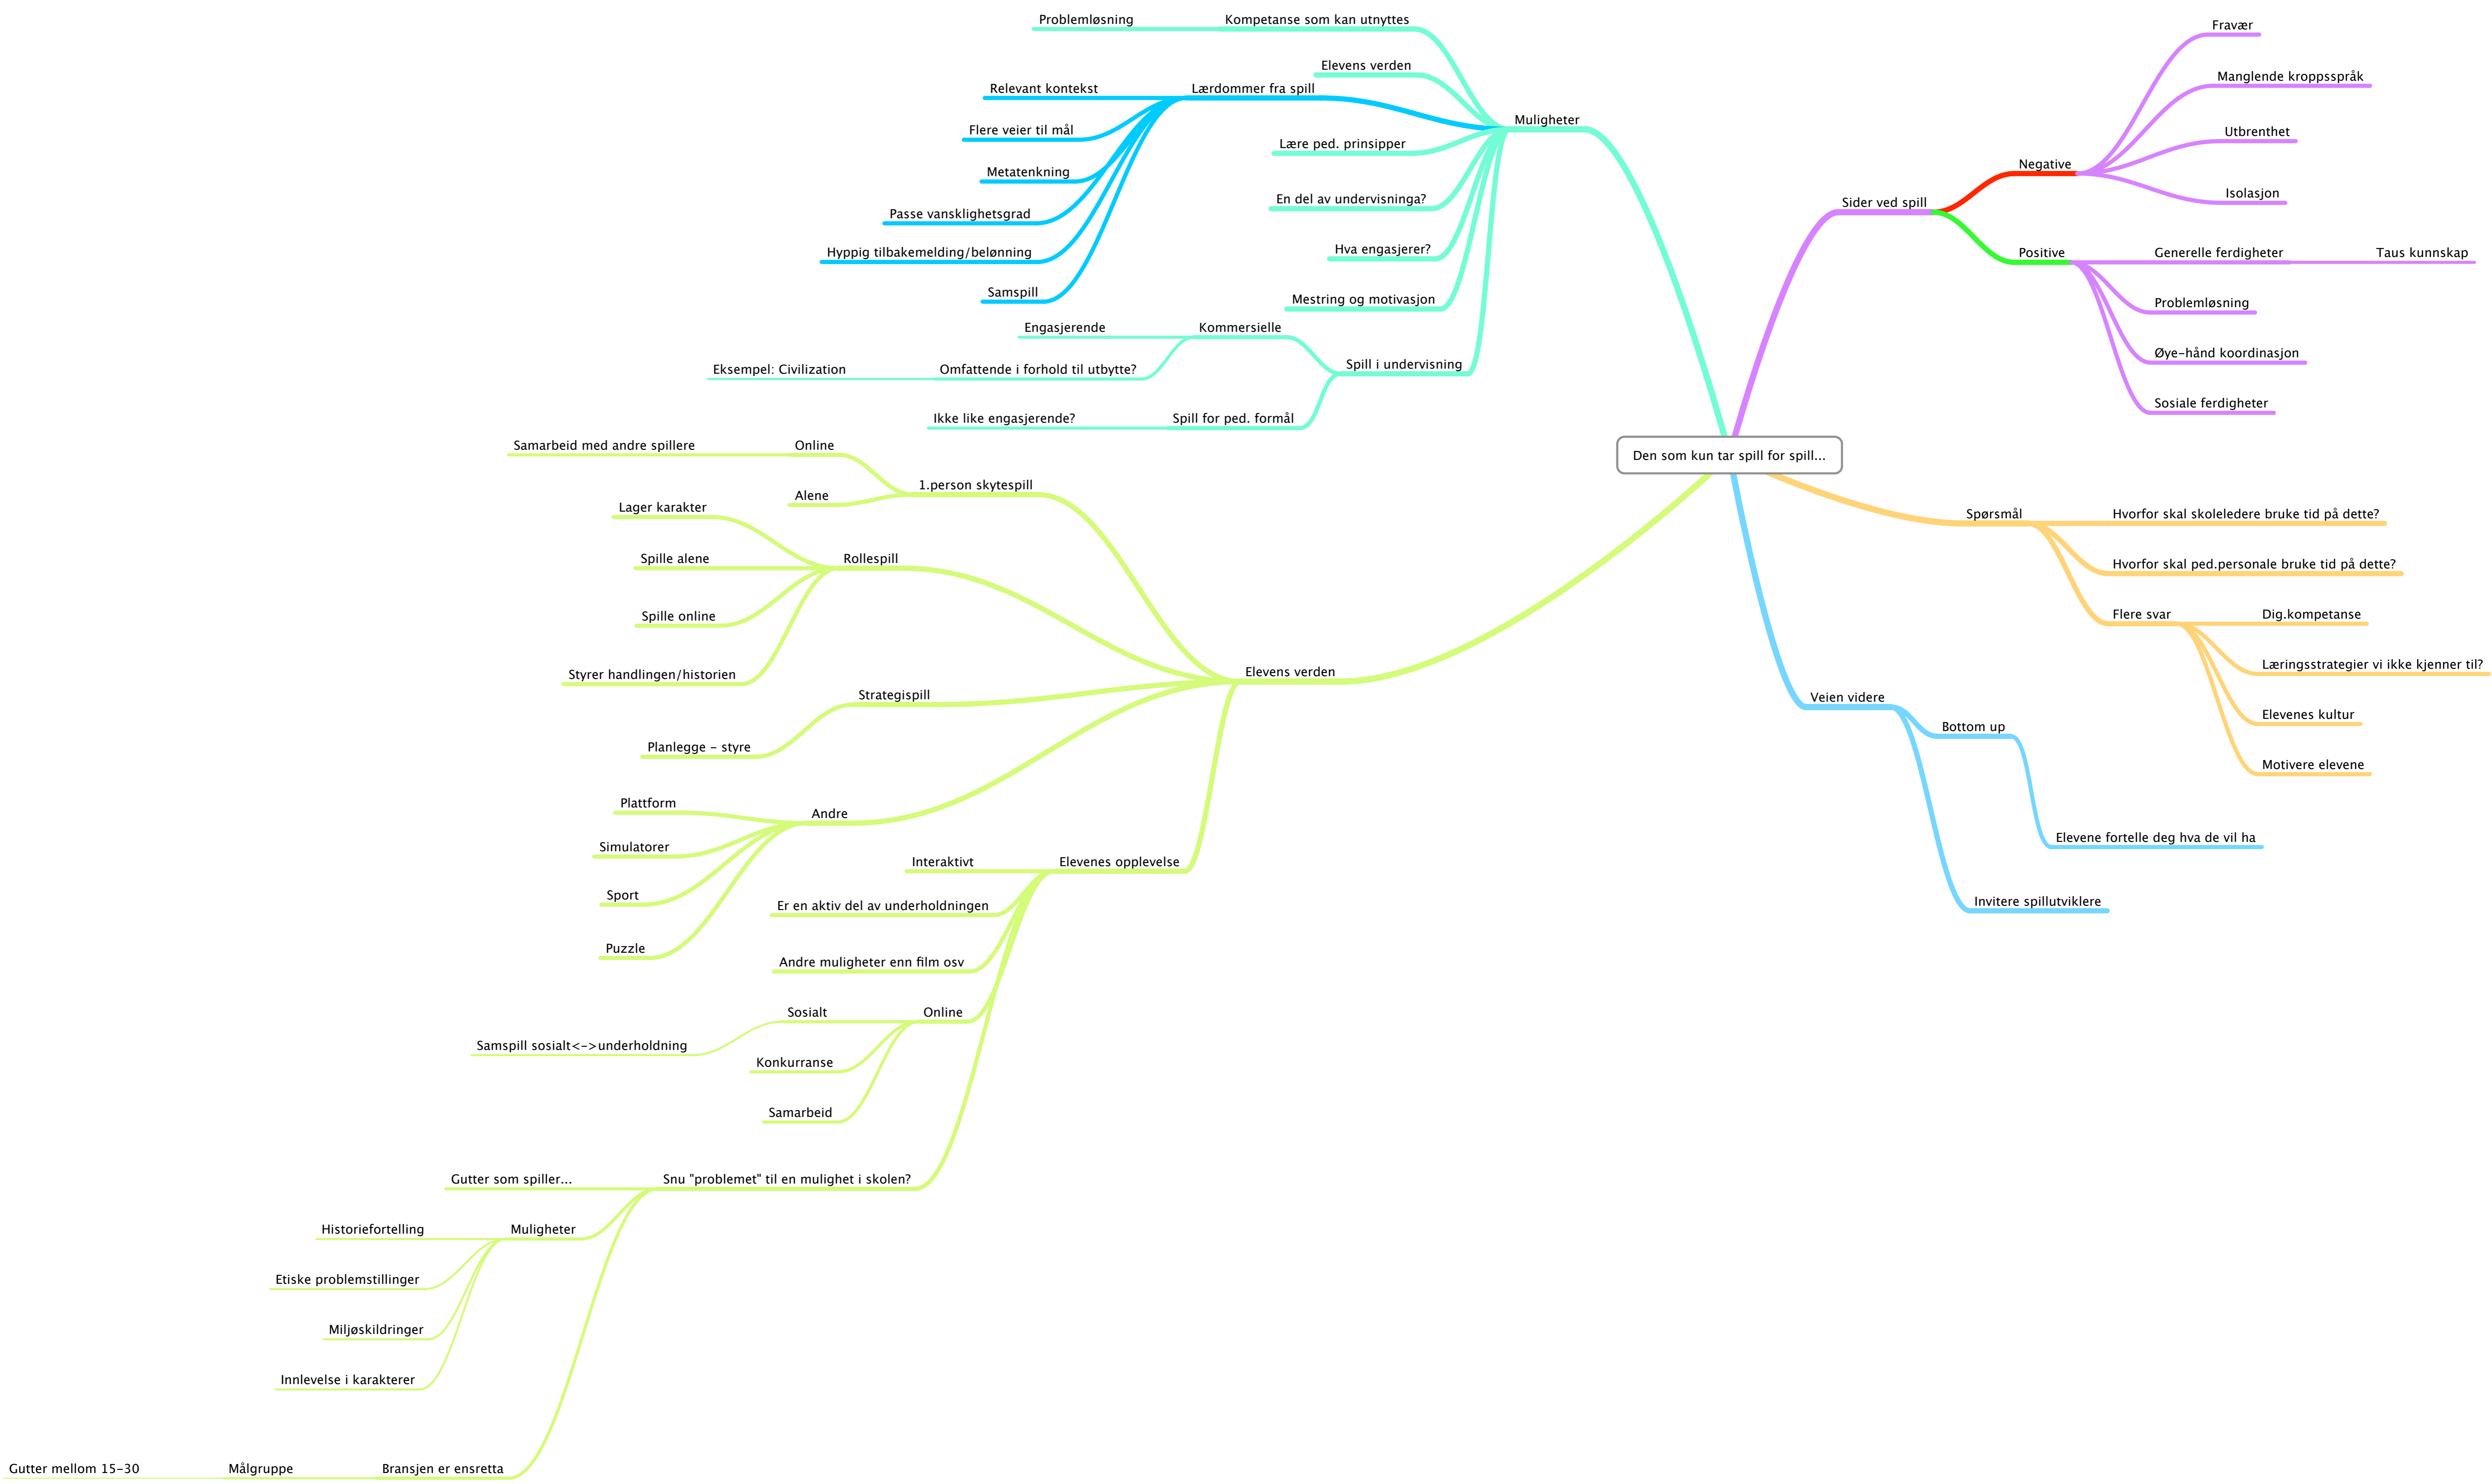 Den som kun tar spill for spill...
Muligheter
Kompetanse som kan utnyttes
Problemløsning
Elevens verden
Lærdommer fra spill
Relevant kontekst
Flere veier til mål
Metatenkning
Passe vansklighetsgrad
Hyppig tilbakemelding/belønning
Samspill
Lære ped. prinsipper
En del av undervisninga?
Hva engasjerer?
Mestring og motivasjon
Spill i undervisning
Kommersielle
Engasjerende
Omfattende i forhold til utbytte?
Eksempel: Civilization
Spill for ped. formål
Ikke like engasjerende?
Sider ved spill
Negative
Fravær
Manglende kroppsspråk
Utbrenthet
Isolasjon
Positive
Generelle ferdigheter
Taus kunnskap
Problemløsning
Øye-hånd koordinasjon
Sosiale ferdigheter
Spørsmål
Hvorfor skal skoleledere bruke tid på dette?
Hvorfor skal ped.personale bruke tid på dette?
Flere svar
Dig.kompetanse
Læringsstrategier vi ikke kjenner til?
Elevenes kultur
Motivere elevene
Veien videre
Bottom up
Elevene fortelle deg hva de vil ha
Invitere spillutviklere
Elevens verden
1.person skytespill
Online
Samarbeid med andre spillere
Alene
Rollespill
Lager karakter
Spille alene
Spille online
Styrer handlingen/historien
Strategispill
Planlegge - styre
Andre
Plattform
Simulatorer
Sport
Puzzle
Elevenes opplevelse
Interaktivt
Er en aktiv del av underholdningen
Andre muligheter enn film osv
Online
Sosialt
Samspill sosialt<->underholdning
Konkurranse
Samarbeid
Snu "problemet" til en mulighet i skolen?
Gutter som spiller...
Muligheter
Historiefortelling
Etiske problemstillinger
Miljøskildringer
Innlevelse i karakterer
Bransjen er ensretta
Målgruppe
Gutter mellom 15-30